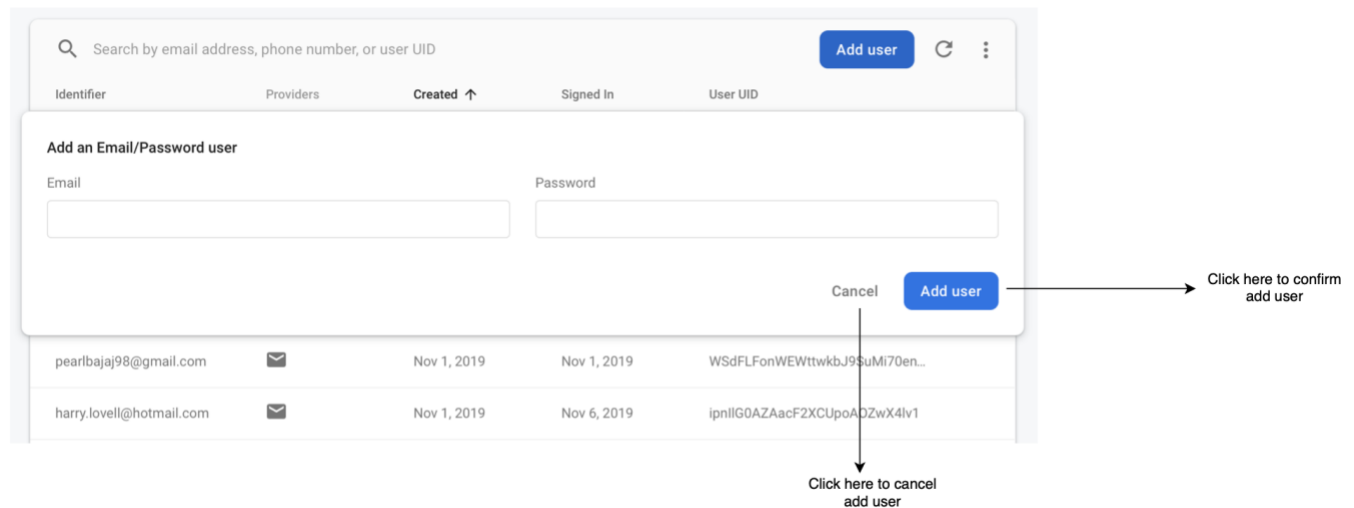 Search by email address, phone number, or user UID Add user
Identifier Providers Created Signed In User UID
Add an Email/Password user
Email Password
Cancel Add user
Click here to confirm
add user
pearlbajaj98@gmail.com Nov 1, 2019 Nov 1, 2019 WSdFLFonWEWttwkbJ9SuMi70en...
harry.lovell@hotmail.com Nov 1, 2019 Nov 6, 2019
Click here to cancel
add user